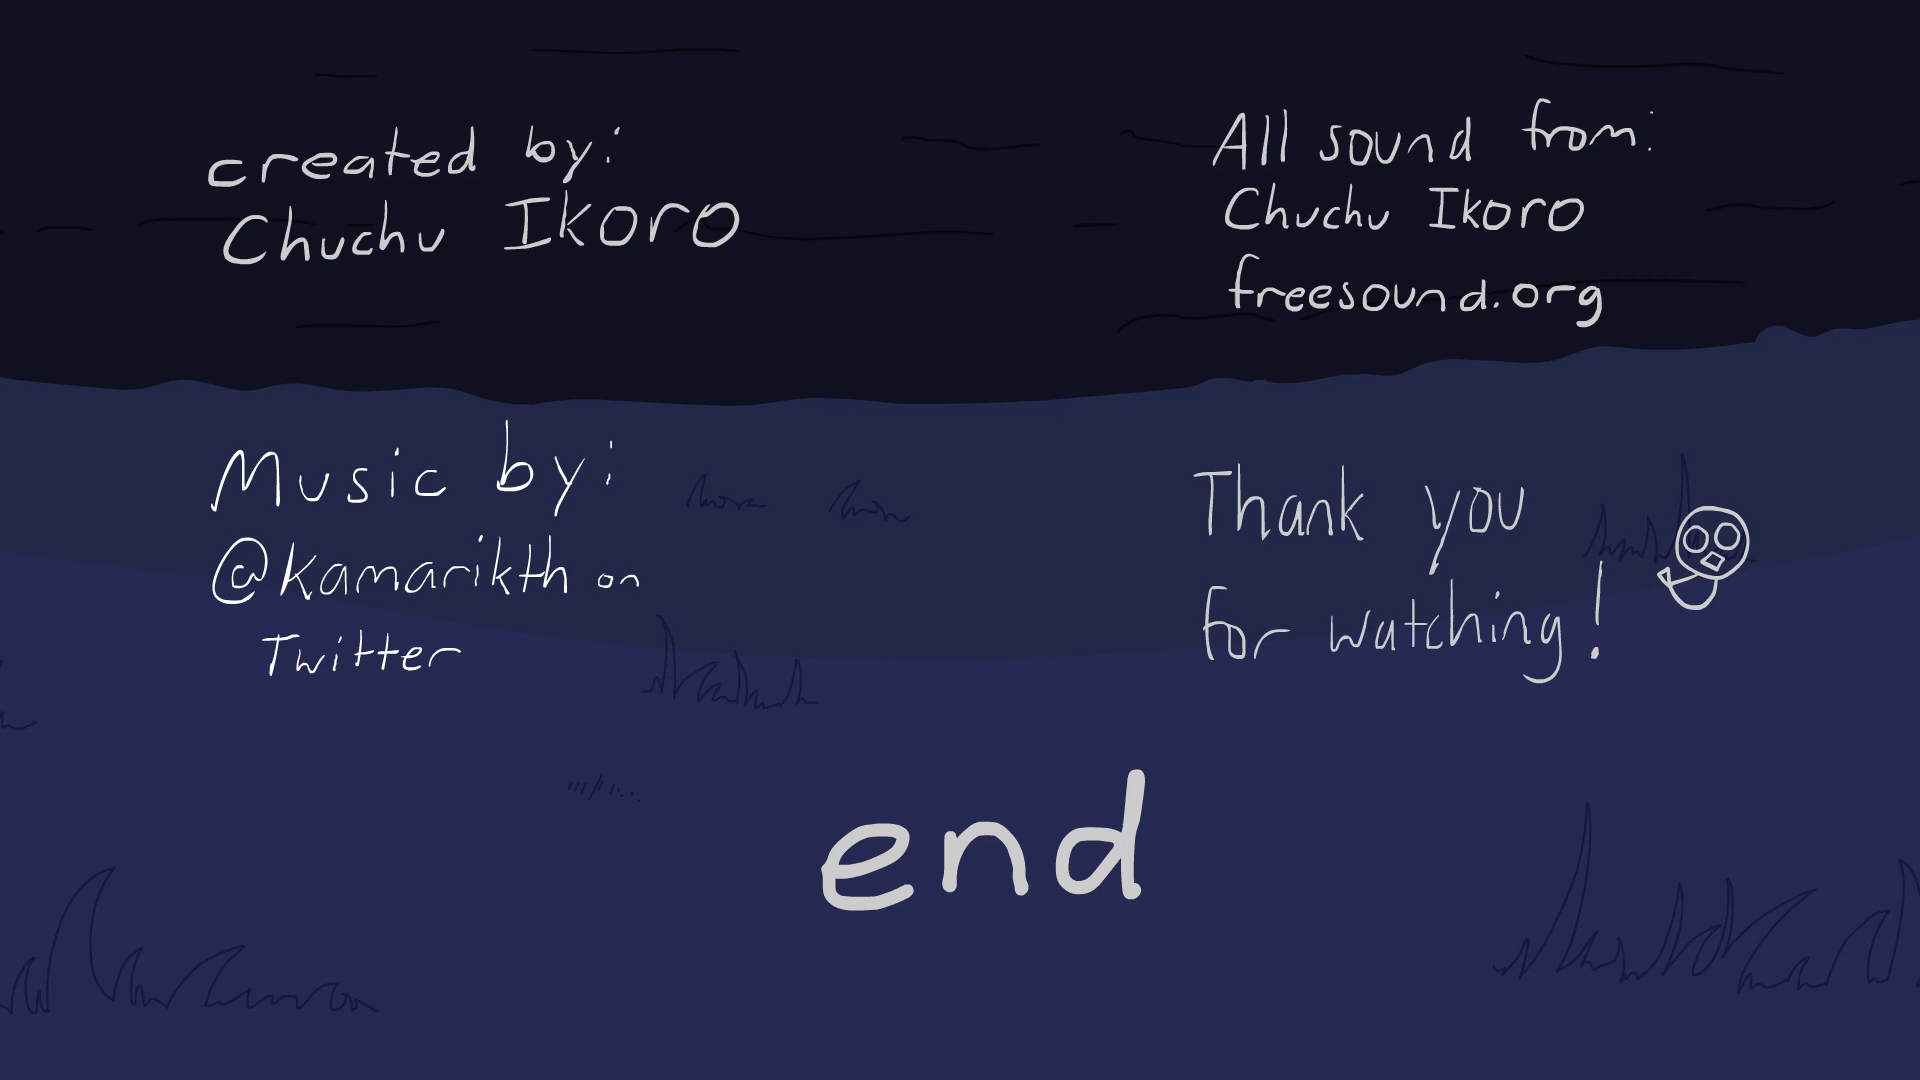 created by:
Chuchu Ikoro
All sound from:
Chuchu Ikoro
freesound.org
Music by:
@kamarikth on
Twitter
Thank you
for watching!
end